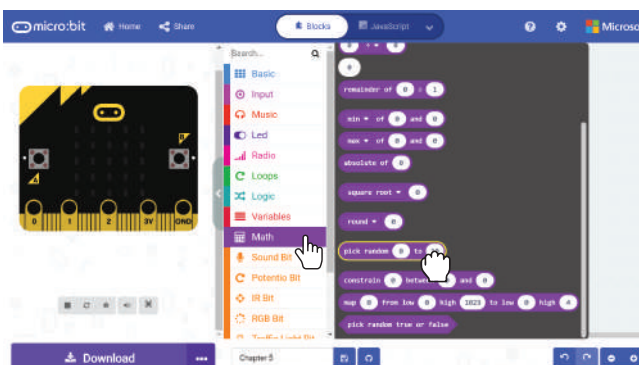 micro:bit Home Share Blocks JavaScript Microso
Search...
Basic
Input
Music
Led
Radio
Loops
Logic
Variables
Math
Sound Bit
Potentio Bit
IR Bit
RGB Bit
Traffic Light Bit
0
remainder of 0 ÷ 1
min of 0 and 0
max of 0 and 0
absolute of 0
square root 0
round 0
pick random 0 to
constrain 0 between and 0
map 0 from low 0 high 1023 to low 0 high 4
pick random true or false
A
B
0 1 2 3V GND
Download
Chapter 5